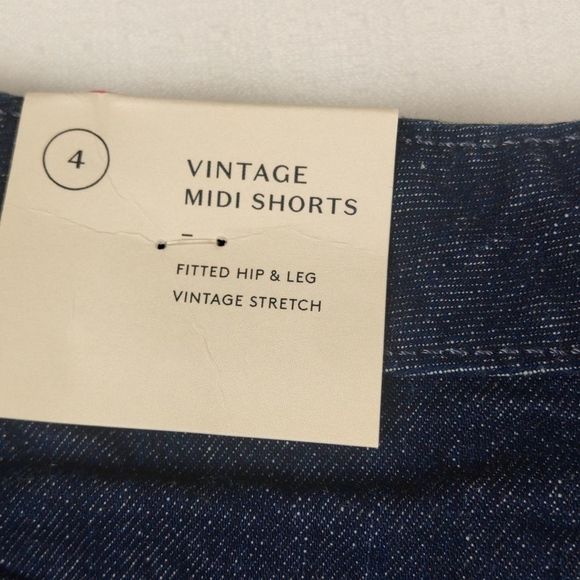 4
VINTAGE
MIDI SHORTS
–
FITTED HIP & LEG
VINTAGE STRETCH